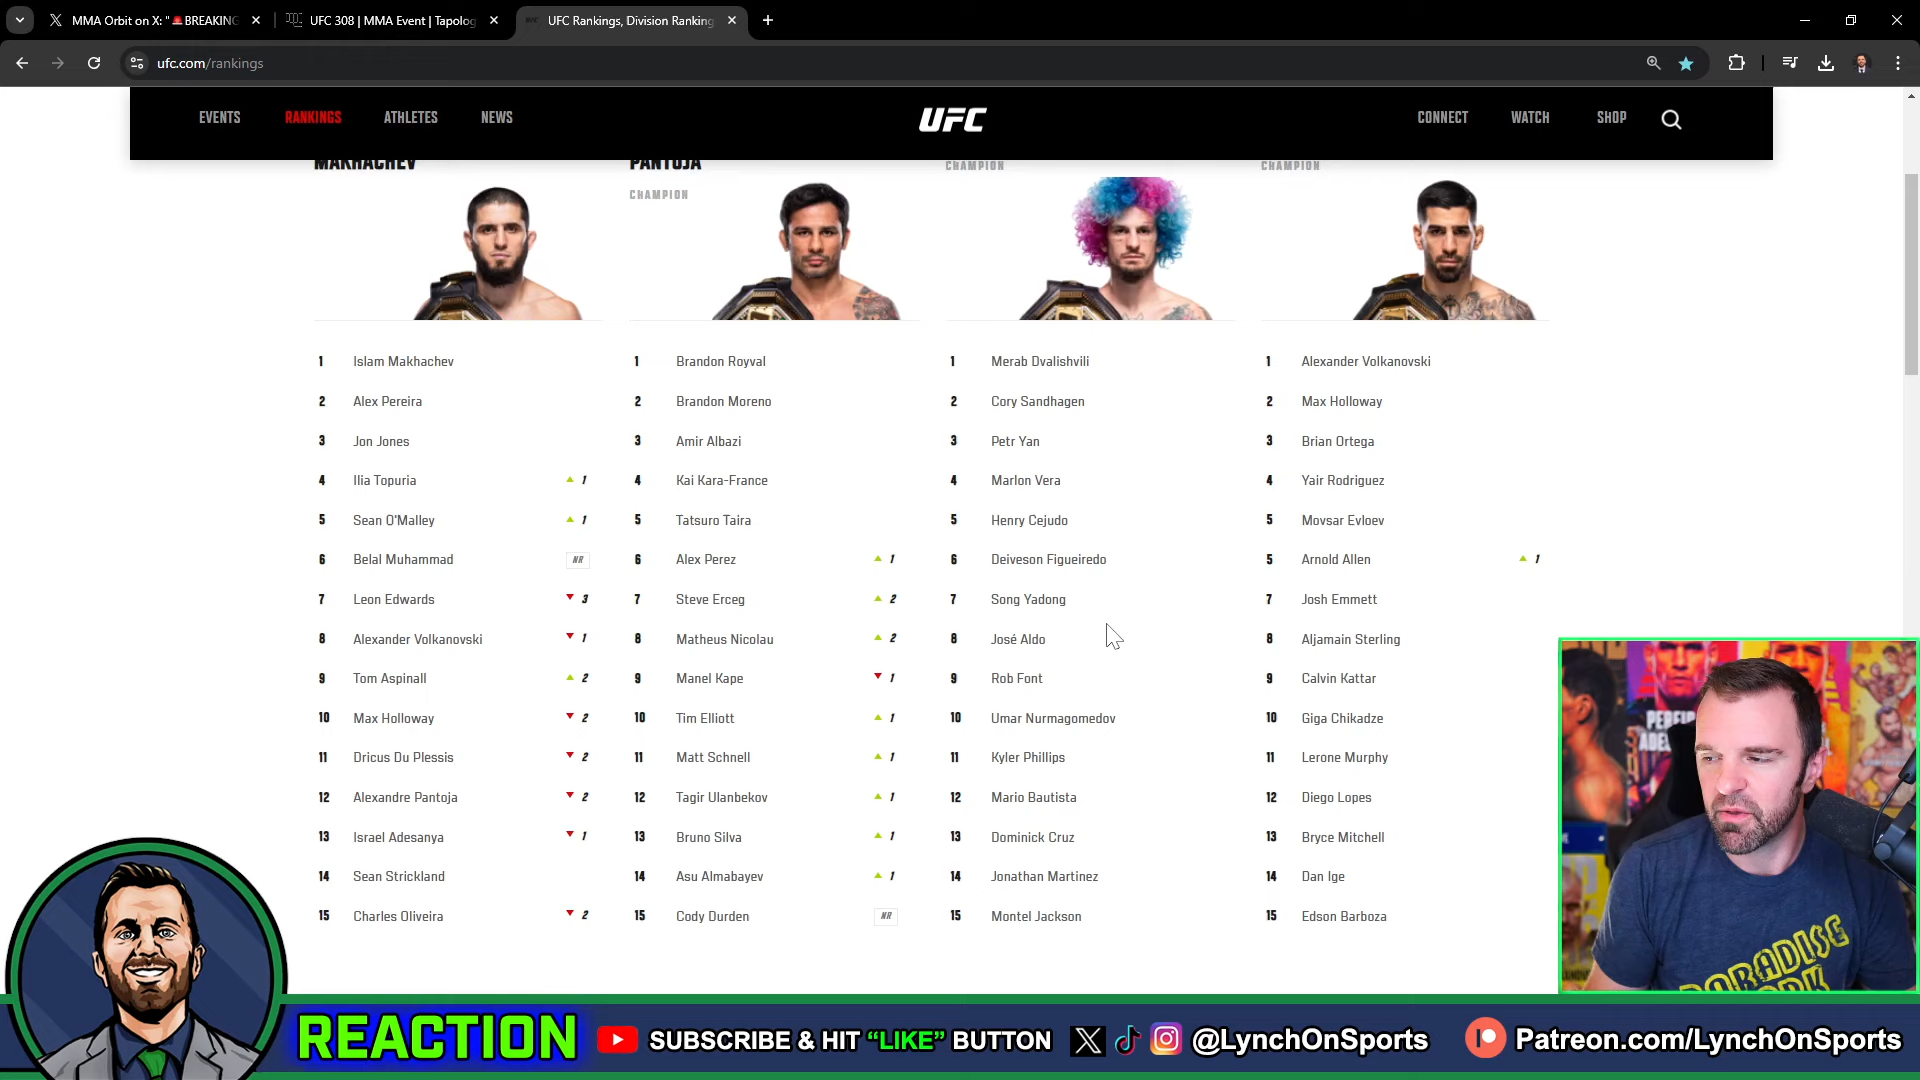 MMA Orbit on X: "🚨BREAKING
UFC 308 | MMA Event | Tapolog
UFC Rankings, Division Ranking
ufc.com/rankings
EVENTS
RANKINGS
ATHLETES
NEWS
UFC
CONNECT
WATCH
SHOP
MAKHACHEV
PANTOJA
CHAMPION
CHAMPION
CHAMPION
1 Islam Makhachev
2 Alex Pereira
3 Jon Jones
4 Ilia Topuria 1
5 Sean O'Malley 1
6 Belal Muhammad NR
7 Leon Edwards 3
8 Alexander Volkanovski 1
9 Tom Aspinall 2
10 Max Holloway 2
11 Dricus Du Plessis 2
12 Alexandre Pantoja 2
13 Israel Adesanya 1
14 Sean Strickland
15 Charles Oliveira 2
1 Brandon Royval
2 Brandon Moreno
3 Amir Albazi
4 Kai Kara-France
5 Tatsuro Taira
6 Alex Perez 1
7 Steve Erceg 2
8 Matheus Nicolau 2
9 Manel Kape 1
10 Tim Elliott 1
11 Matt Schnell 1
12 Tagir Ulanbekov 1
13 Bruno Silva 1
14 Asu Almabayev 1
15 Cody Durden NR
1 Merab Dvalishvili
2 Cory Sandhagen
3 Petr Yan
4 Marlon Vera
5 Henry Cejudo
6 Deiveson Figueiredo
7 Song Yadong
8 José Aldo
9 Rob Font
10 Umar Nurmagomedov
11 Kyler Phillips
12 Mario Bautista
13 Dominick Cruz
14 Jonathan Martinez
15 Montel Jackson
1 Alexander Volkanovski
2 Max Holloway
3 Brian Ortega
4 Yair Rodriguez
5 Movsar Evloev
5 Arnold Allen 1
7 Josh Emmett
8 Aljamain Sterling
9 Calvin Kattar
10 Giga Chikadze
11 Lerone Murphy
12 Diego Lopes
13 Bryce Mitchell
14 Dan Ige
15 Edson Barboza
PARADISE
REACTION
SUBSCRIBE & HIT “LIKE” BUTTON
@LynchOnSports
Patreon.com/LynchOnSports